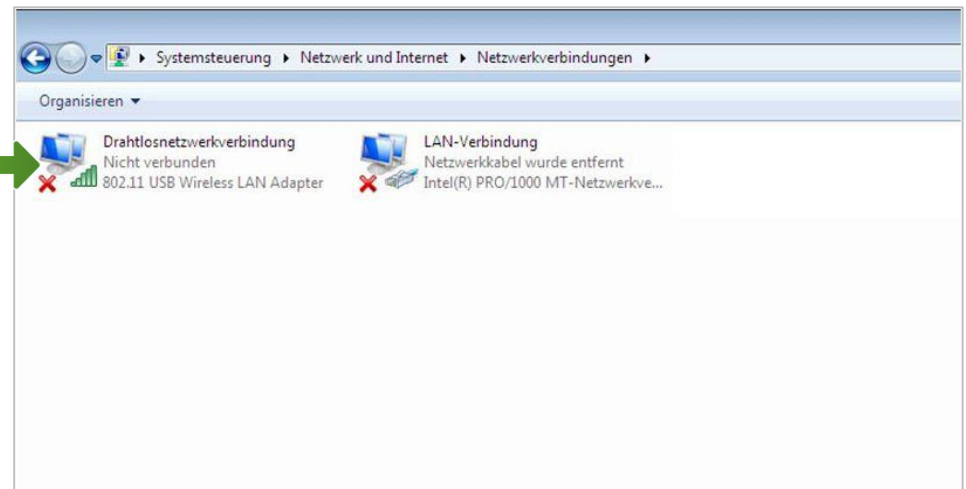 Systemsteuerung ▸ Netzwerk und Internet ▸ Netzwerkverbindungen ▸
Organisieren ▾
Drahtlosnetzwerkverbindung
Nicht verbunden
802.11 USB Wireless LAN Adapter
LAN-Verbindung
Netzwerkkabel wurde entfernt
Intel(R) PRO/1000 MT-Netzwerkve...